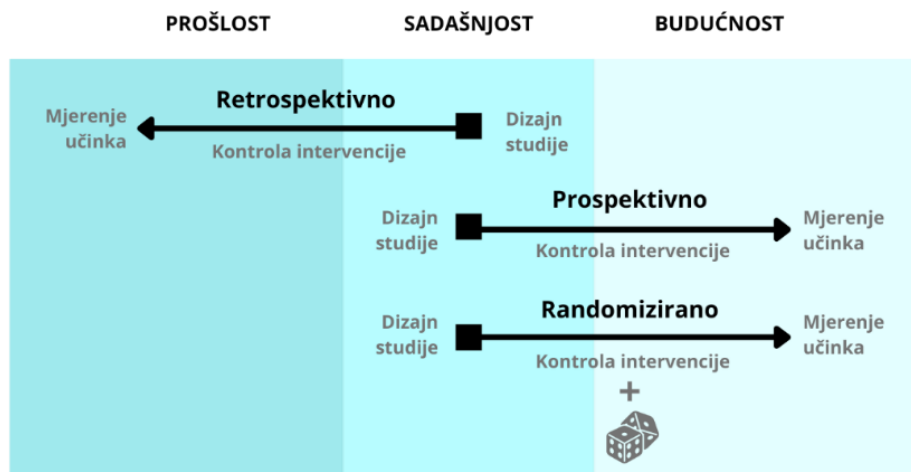 PROŠLOST SADAŠNJOST BUDUĆNOST
Retrospektivno
Mjerenje
učinka
Kontrola intervencije
Dizajn
studije
Prospektivno
Dizajn
studije
Kontrola intervencije
Mjerenje
učinka
Randomizirano
Dizajn
studije
Kontrola intervencije
Mjerenje
učinka
+